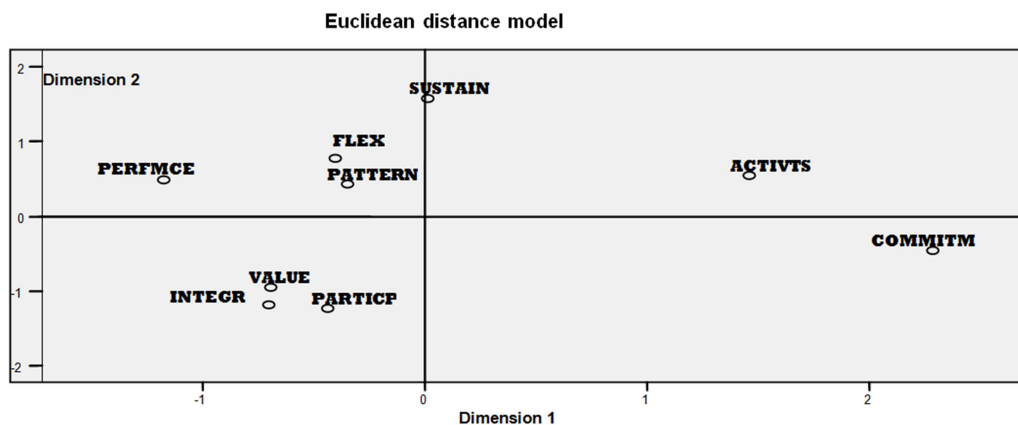 Euclidean distance model
2
Dimension 2
SUSTAIN
1
FLEX
PERFMCE
PATTERN
ACTIVTS
0
COMMITM
VALUE
-1
INTEGR
PARTICP
-2
-1
0
1
2
Dimension 1